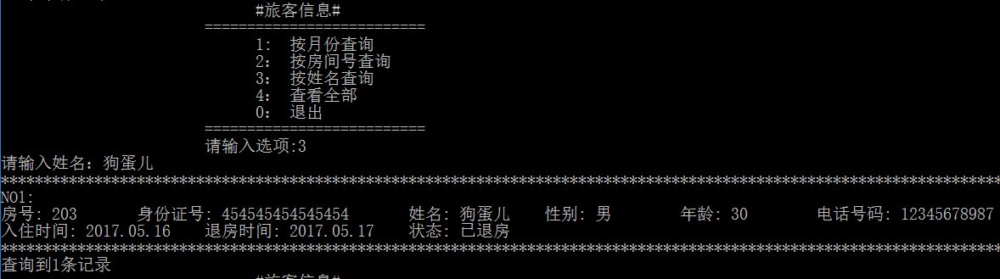 #旅客信息#
==========================
1: 按月份查询
2: 按房间号查询
3: 按姓名查询
4: 查看全部
0: 退出
==========================
请输入选项:3
请输入姓名: 狗蛋儿
**********************************************************************************************************************
NO1:
房号: 203 身份证号: 454545454545454 姓名: 狗蛋儿 性别: 男 年龄: 30 电话号码: 12345678987
入住时间: 2017.05.16 退房时间: 2017.05.17 状态: 已退房
**********************************************************************************************************************
查询到1条记录
#旅客信息#